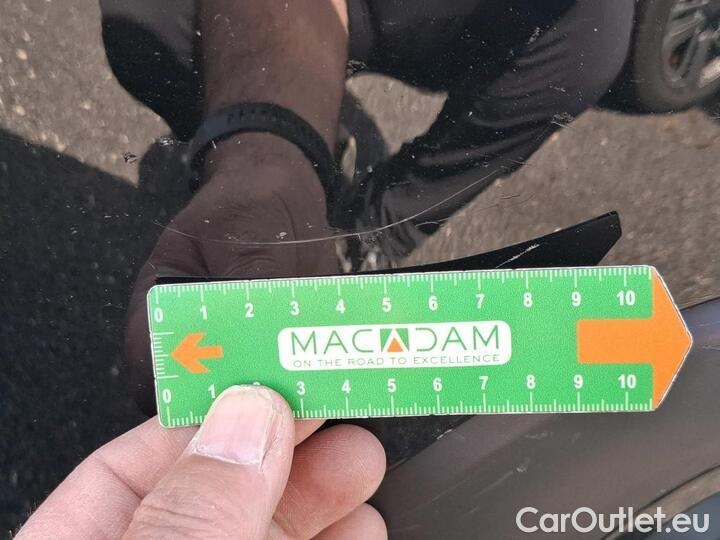 0 1 2 3 4 5 6 7 8 9 10
MACADAM
ON THE ROAD TO EXCELLENCE
0 1 2 3 4 5 6 7 8 9 10
CarOutlet.eu